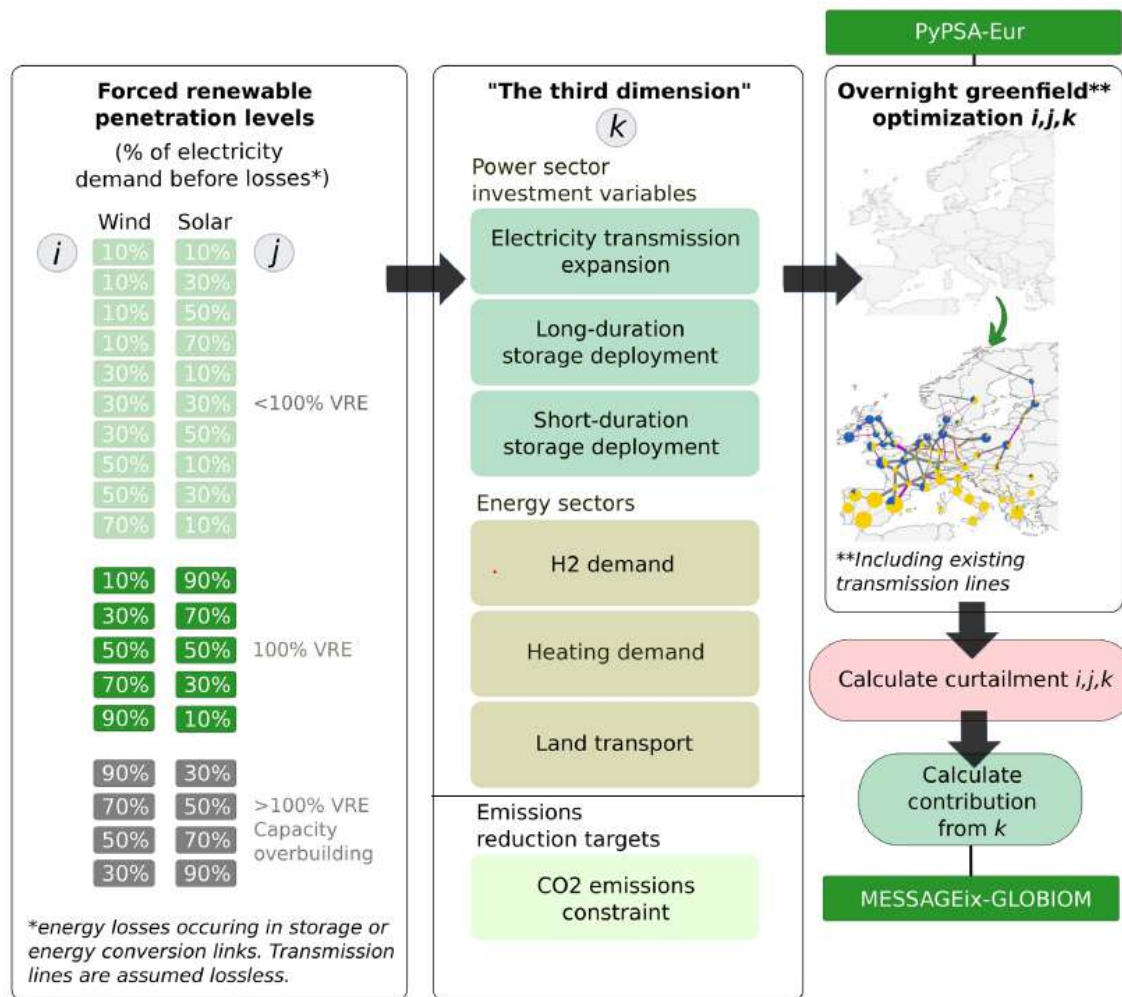 PyPSA-Eur
Forced renewable
penetration levels
(% of electricity
demand before losses*)
Wind Solar
i
j
10% 10%
10% 30%
10% 50%
10% 70%
30% 10%
30% 30%
30% 50%
50% 10%
50% 30%
70% 10%
<100% VRE
10% 90%
30% 70%
50% 50%
70% 30%
90% 10%
100% VRE
90% 30%
70% 50%
50% 70%
30% 90%
>100% VRE
Capacity
overbuilding
*energy losses occuring in storage or
energy conversion links. Transmission
lines are assumed lossless.
"The third dimension"
k
Power sector
investment variables
Electricity transmission
expansion
Long-duration
storage deployment
Short-duration
storage deployment
Energy sectors
H2 demand
Heating demand
Land transport
Emissions
reduction targets
CO2 emissions
constraint
Overnight greenfield**
optimization i,j,k
**Including existing
transmission lines
Calculate curtailment i,j,k
Calculate
contribution
from k
MESSAGEix-GLOBIOM